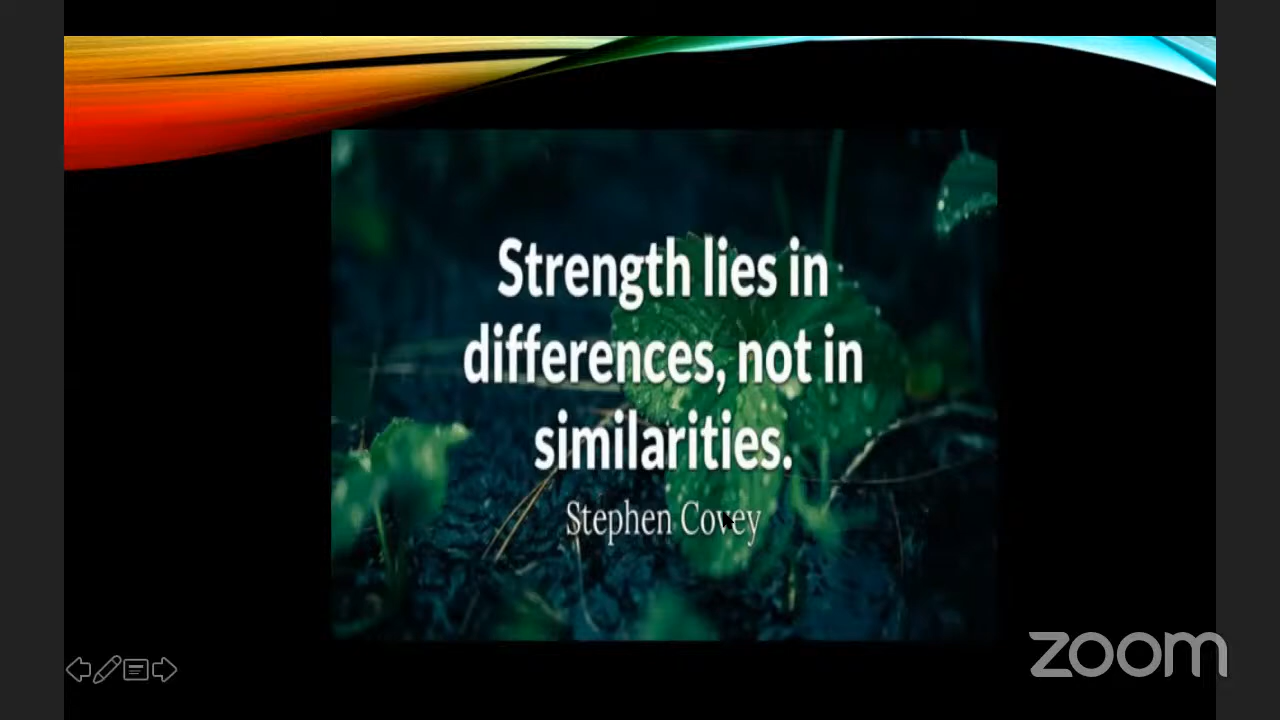 Strength lies in
differences, not in
similarities.
Stephen Covey
zoom